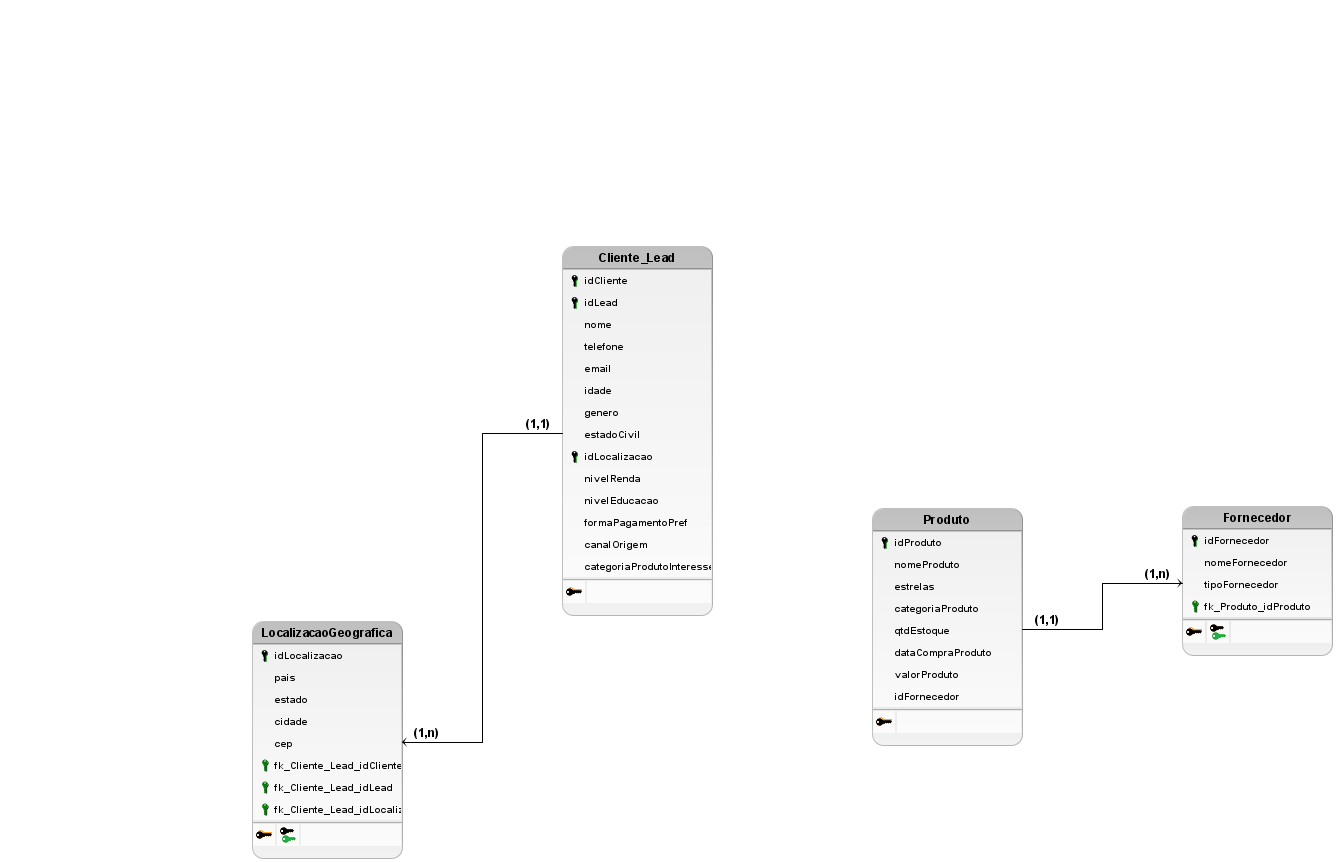 Cliente_Lead
idCliente
idLead
nome
telefone
email
idade
genero
estadoCivil
idLocalizacao
nivelRenda
nivelEducacao
formaPagamentoPref
canalOrigem
categoriaProdutoInteresse
(1,1)
(1,n)
LocalizacaoGeografica
idLocalizacao
pais
estado
cidade
cep
fk_Cliente_Lead_idCliente
fk_Cliente_Lead_idLead
fk_Cliente_Lead_idLocaliz
Produto
idProduto
nomeProduto
estrelas
categoriaProduto
qtdEstoque
dataCompraProduto
valorProduto
idFornecedor
(1,1)
(1,n)
Fornecedor
idFornecedor
nomeFornecedor
tipoFornecedor
fk_Produto_idProduto